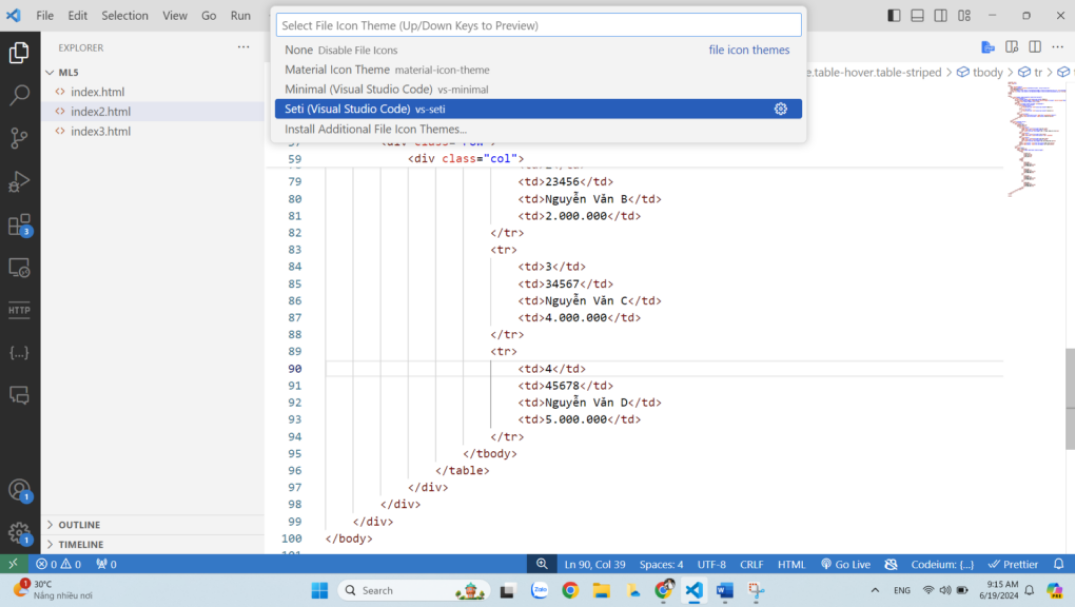 File Edit Selection View Go Run
Select File Icon Theme (Up/Down Keys to Preview)
None Disable File Icons
file icon themes
Material Icon Theme material-icon-theme
Minimal (Visual Studio Code) vs-minimal
Seti (Visual Studio Code) vs-seti
Install Additional File Icon Themes...
EXPLORER
ML5
<> index.html
<> index2.html
<> index3.html
e.table-hover.table-striped > tbody > tr >
59 <div class="col">
79 <td>23456</td>
80 <td>Nguyễn Văn B</td>
81 <td>2.000.000</td>
82 </tr>
83 <tr>
84 <td>3</td>
85 <td>34567</td>
86 <td>Nguyễn Văn C</td>
87 <td>4.000.000</td>
88 </tr>
89 <tr>
90 <td>4</td>
91 <td>45678</td>
92 <td>Nguyễn Văn D</td>
93 <td>5.000.000</td>
94 </tr>
95 </tbody>
96 </table>
97 </div>
98 </div>
99 </div>
100 </body>
HTTP
{...}
3
1
1
OUTLINE
TIMELINE
0 0 0
Ln 90, Col 39 Spaces: 4 UTF-8 CRLF HTML Go Live Codeium: {...} Prettier
1
30°C
Nắng nhiều nơi
Search
Zalo
ENG
9:15 AM
6/19/2024